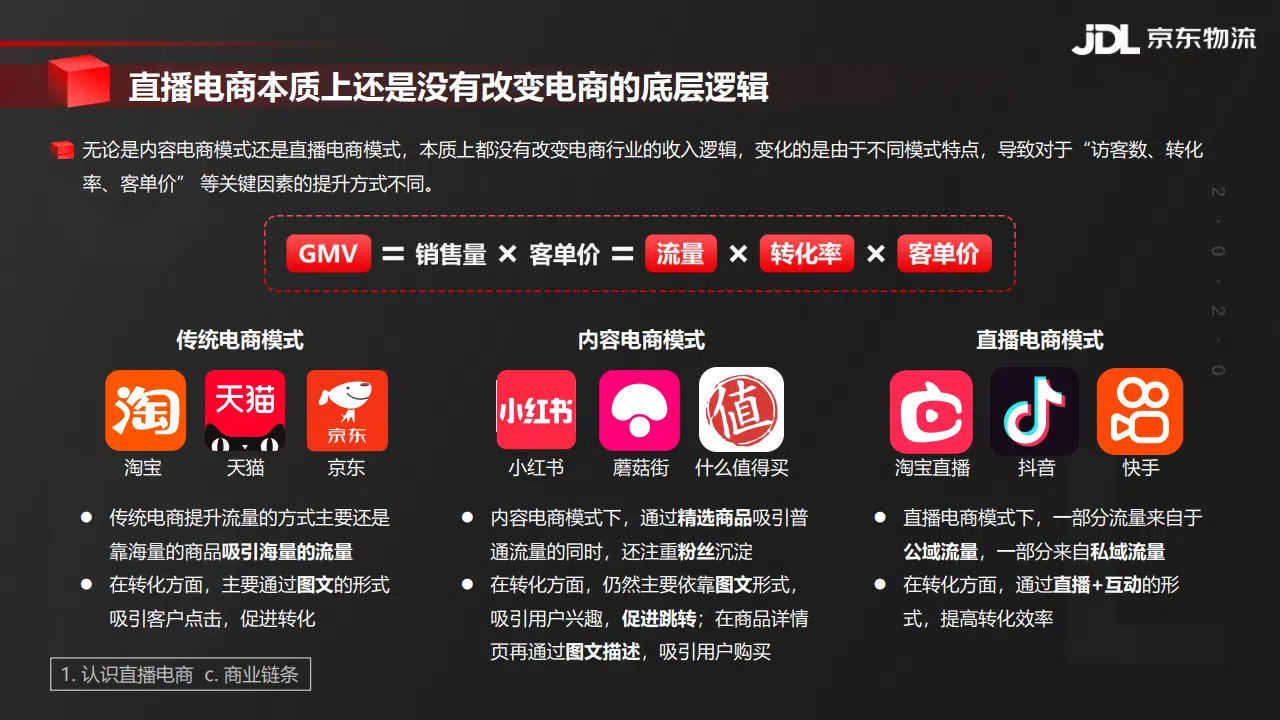 JDL 京东物流
直播电商本质上还是没有改变电商的底层逻辑
无论是内容电商模式还是直播电商模式，本质上都没有改变电商行业的收入逻辑，变化的是由于不同模式特点，导致对于“访客数、转化
率、客单价” 等关键因素的提升方式不同。
GMV = 销售量 × 客单价 = 流量 × 转化率 × 客单价
2.0.2.0
传统电商模式
淘
天猫
京东
淘宝
天猫
京东
传统电商提升流量的方式主要还是
靠海量的商品吸引海量的流量
在转化方面，主要通过图文的形式
吸引客户点击，促进转化
内容电商模式
小红书
值
小红书
蘑菇街
什么值得买
内容电商模式下，通过精选商品吸引普
通流量的同时，还注重粉丝沉淀
在转化方面，仍然主要依靠图文形式，
吸引用户兴趣，促进跳转；在商品详情
页再通过图文描述，吸引用户购买
直播电商模式
淘宝直播
抖音
快手
直播电商模式下，一部分流量来自于
公域流量，一部分来自私域流量
在转化方面，通过直播+互动的形
式，提高转化效率
1. 认识直播电商 c. 商业链条